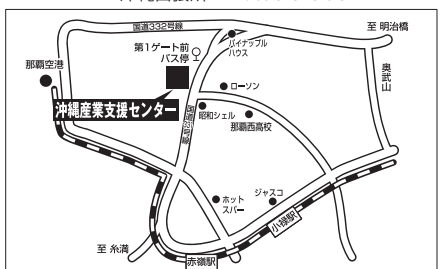 国道332号線
至 明治橋
パイナップル
ハウス
第1ゲート前
バス停
奥武山
那覇空港
ローソン
沖縄産業支援センター
昭和シェル
国道331号線
那覇西高校
ホット
スパー
ジャスコ
小禄駅
至 糸満
赤嶺駅